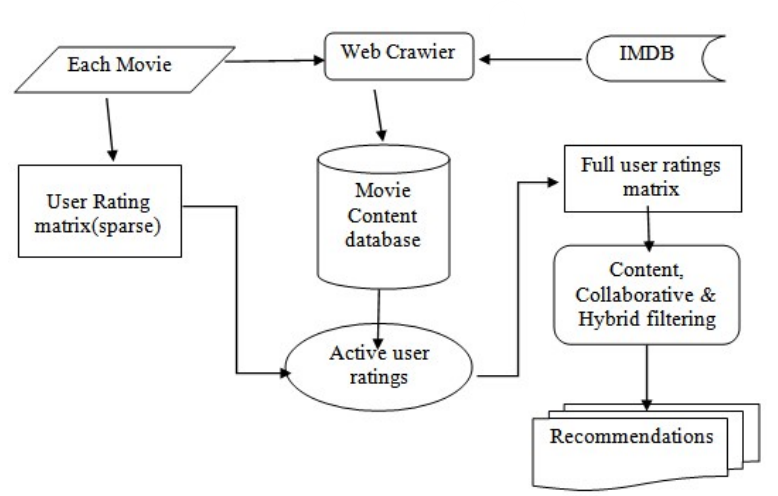 Each Movie
Web Crawier
IMDB
User Rating
matrix(sparse)
Movie
Content
database
Full user ratings
matrix
Content,
Collaborative &
Hybrid filtering
Active user
ratings
Recommendations